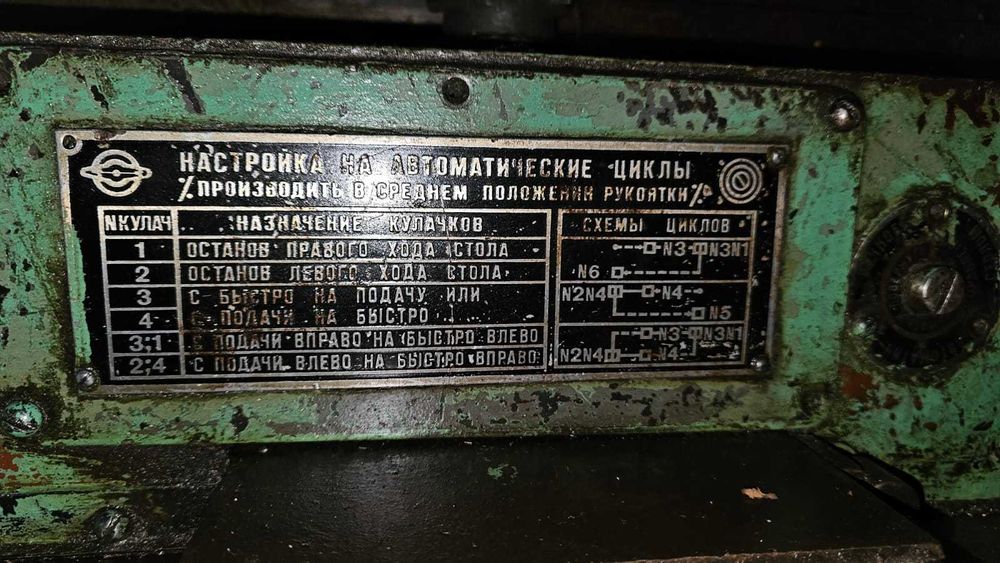 НАСТРОЙКА НА АВТОМАТИЧЕСКИЕ ЦИКЛЫ
/ПРОИЗВОДИТЬ В СРЕДНЕМ ПОЛОЖЕНИИ РУКОЯТКИ/
NКУЛАЧ. НАЗНАЧЕНИЕ КУЛАЧКОВ СХЕМЫ ЦИКЛОВ
1 ОСТАНОВ ПРАВОГО ХОДА СТОЛА
2 ОСТАНОВ ЛЕВОГО ХОДА СТОЛА
3 С БЫСТРО НА ПОДАЧУ ИЛИ
4 С ПОДАЧИ НА БЫСТРО
3;1 С ПОДАЧИ ВПРАВО НА БЫСТРО ВЛЕВО
2;4 С ПОДАЧИ ВЛЕВО НА БЫСТРО ВПРАВО
N3 N3N1
N6
N2N4 N4
N5
N3 N3N1
N2N4 N4